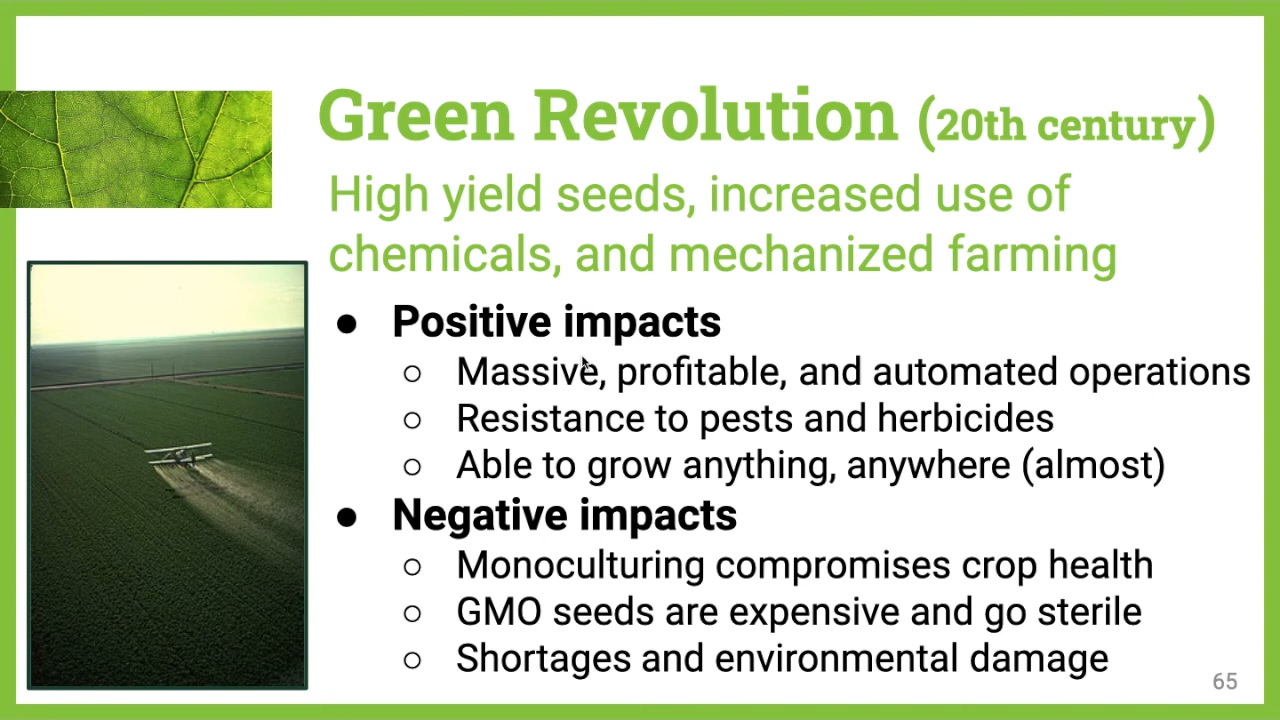 Green Revolution (20th century)
High yield seeds, increased use of
chemicals, and mechanized farming
● Positive impacts
○ Massive, profitable, and automated operations
○ Resistance to pests and herbicides
○ Able to grow anything, anywhere (almost)
● Negative impacts
○ Monoculturing compromises crop health
○ GMO seeds are expensive and go sterile
○ Shortages and environmental damage
65